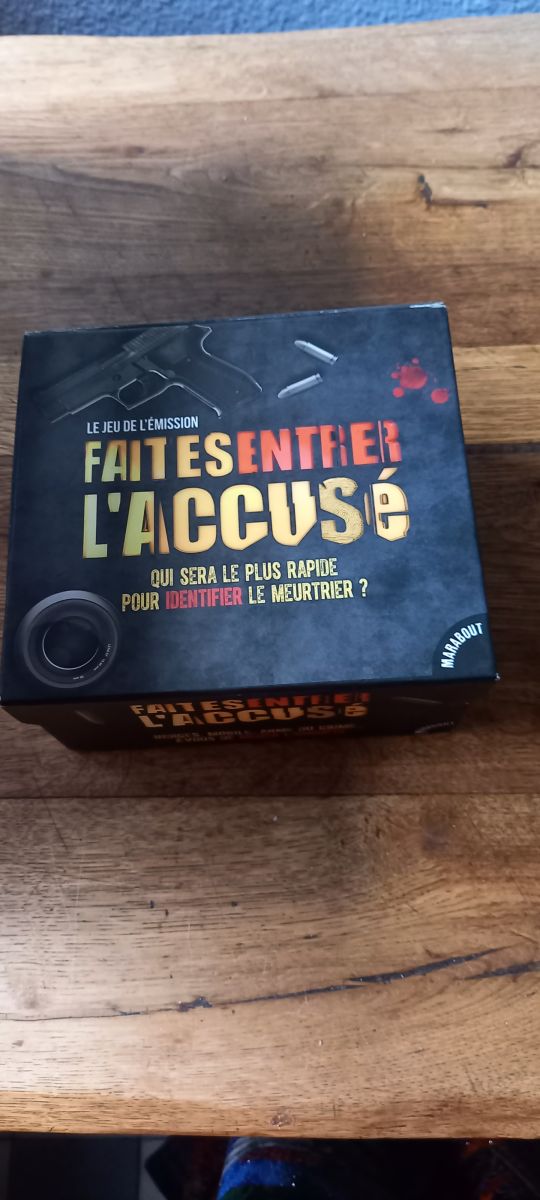 LE JEU DE L'ÉMISSION
FAITES ENTRER
L'ACCUSé
QUI SERA LE PLUS RAPIDE
POUR IDENTIFIER LE MEURTRIER ?
MARABOUT
FAITES ENTRER
L'ACCUSé